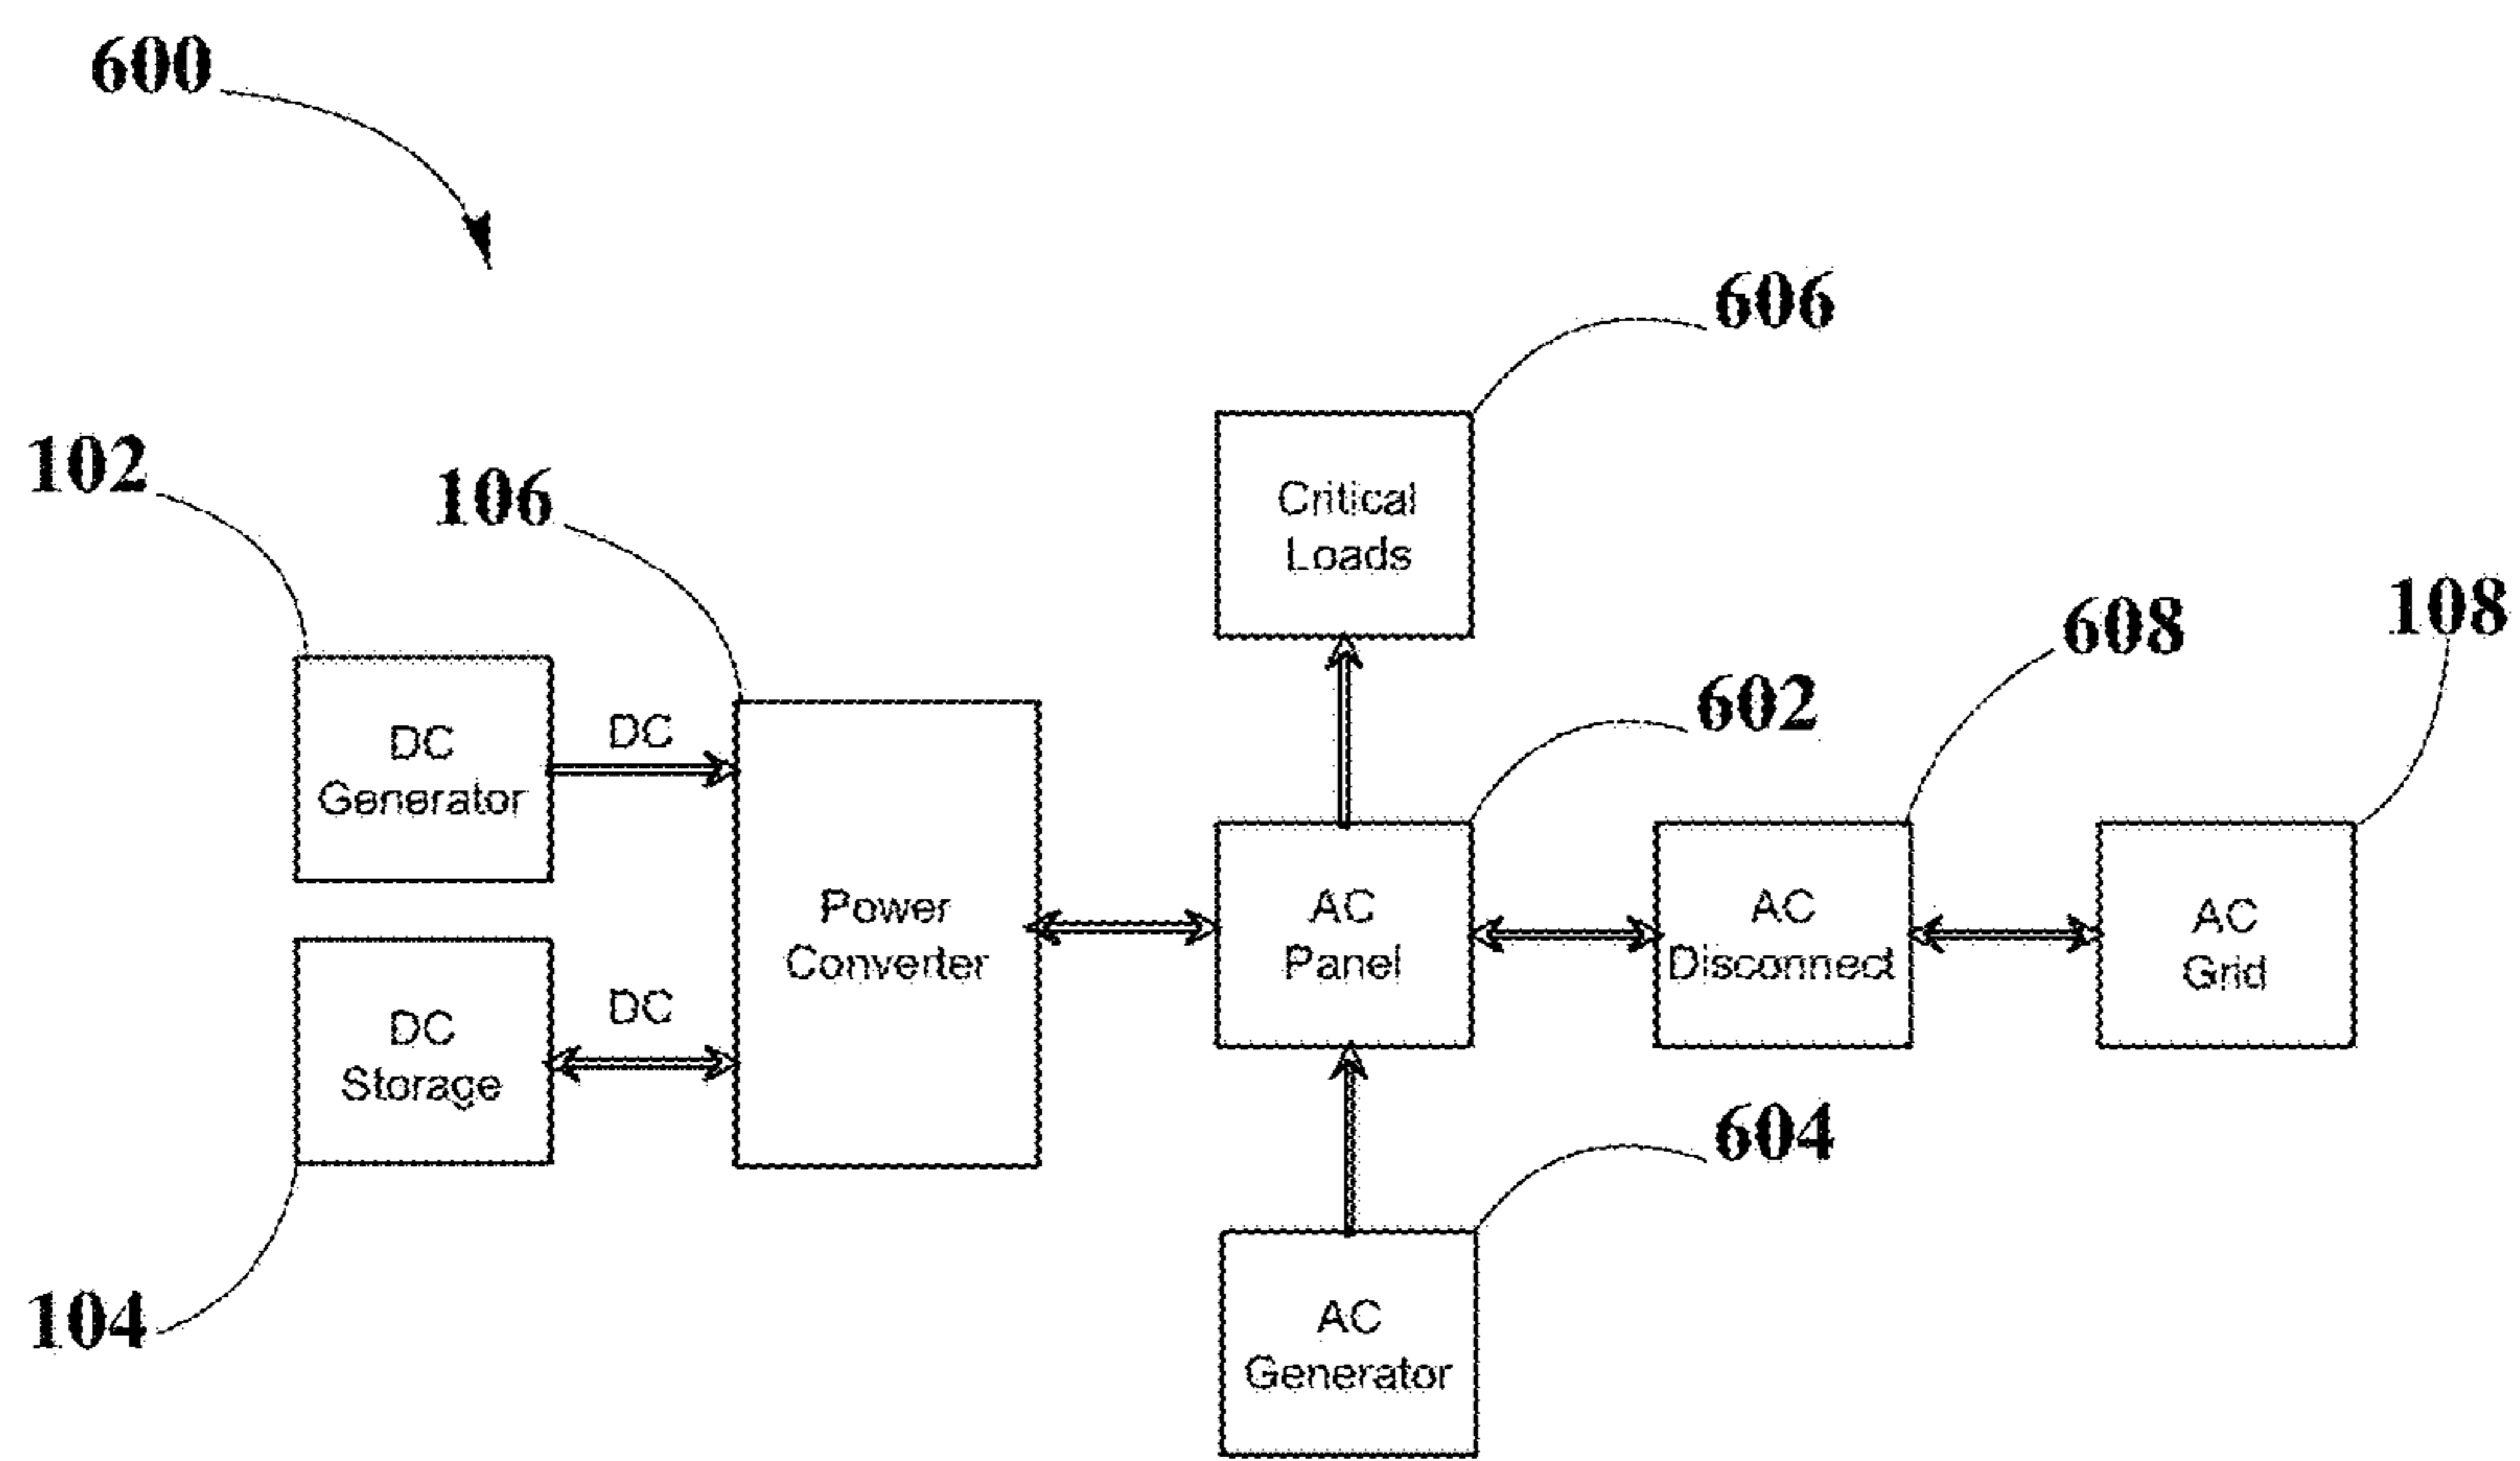 600
606
102
106
Critical
Loads
108
608
602
DC
Generator
DC
Power
Converter
AC
Panel
AC
Disconnect
AC
Grid
DC
Storage
DC
604
104
AC
Generator